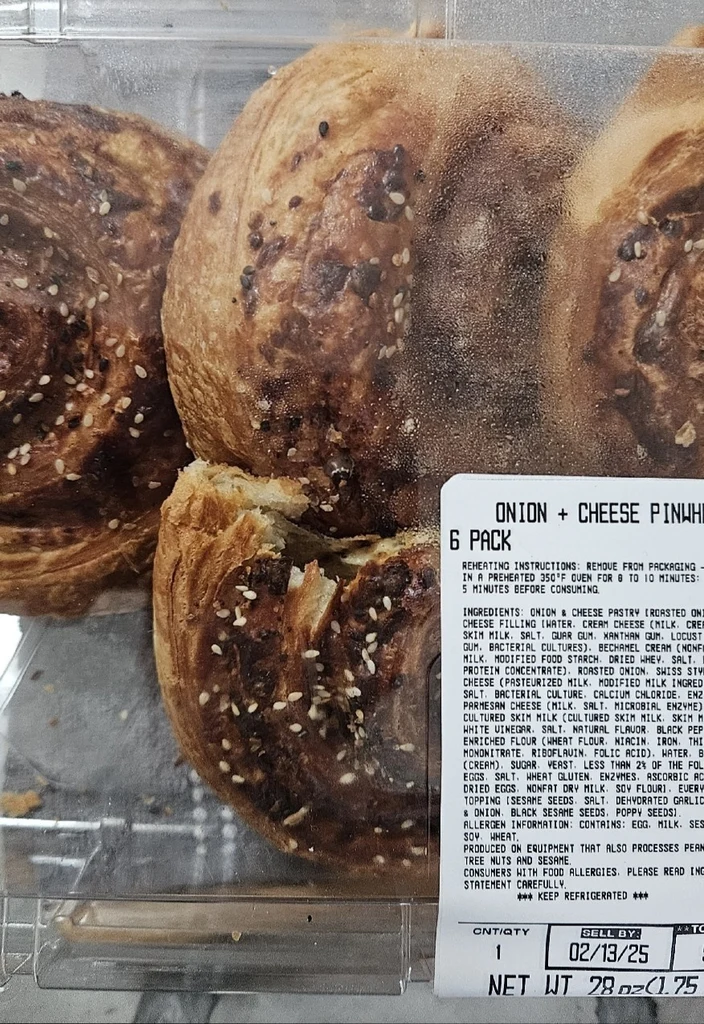 ONION + CHEESE PINWH
6 PACK
REHEATING INSTRUCTIONS: REMOVE FROM PACKAGING -
IN A PREHEATED 350°F OVEN FOR 8 TO 10 MINUTES:
5 MINUTES BEFORE CONSUMING.
INGREDIENTS: ONION & CHEESE PASTRY [ROASTED ONI
CHEESE FILLING [WATER, CREAM CHEESE (MILK, CREA
SKIM MILK, SALT, GUAR GUM, XANTHAN GUM, LOCUST
GUM, BACTERIAL CULTURES), BECHAMEL CREAM (NONF
MILK, MODIFIED FOOD STARCH, DRIED WHEY, SALT,
PROTEIN CONCENTRATE), ROASTED ONION, SWISS STY
CHEESE (PASTEURIZED MILK, MODIFIED MILK INGRED
SALT, BACTERIAL CULTURE, CALCIUM CHLORIDE, ENZ
PARMESAN CHEESE (MILK, SALT, MICROBIAL ENZYME)
CULTURED SKIM MILK (CULTURED SKIM MILK, SKIM M
WHITE VINEGAR, SALT, NATURAL FLAVOR, BLACK PEP
ENRICHED FLOUR (WHEAT FLOUR, NIACIN, IRON, THI
MONONITRATE, RIBOFLAVIN, FOLIC ACID), WATER, B
(CREAM), SUGAR, YEAST, LESS THAN 2% OF THE FOL
EGGS, SALT, WHEAT GLUTEN, ENZYMES, ASCORBIC AC
DRIED EGGS, NONFAT DRY MILK, SOY FLOUR], EVERY
TOPPING (SESAME SEEDS, SALT, DEHYDRATED GARLIC
& ONION, BLACK SESAME SEEDS, POPPY SEEDS).
ALLERGEN INFORMATION: CONTAINS: EGG, MILK, SES
SOY, WHEAT.
PRODUCED ON EQUIPMENT THAT ALSO PROCESSES PEAN
TREE NUTS AND SESAME.
CONSUMERS WITH FOOD ALLERGIES, PLEASE READ ING
STATEMENT CAREFULLY.
*** KEEP REFRIGERATED ***
CNT/QTY SELL BY: **TO
1 02/13/25
NET WT 28 oz(1.75